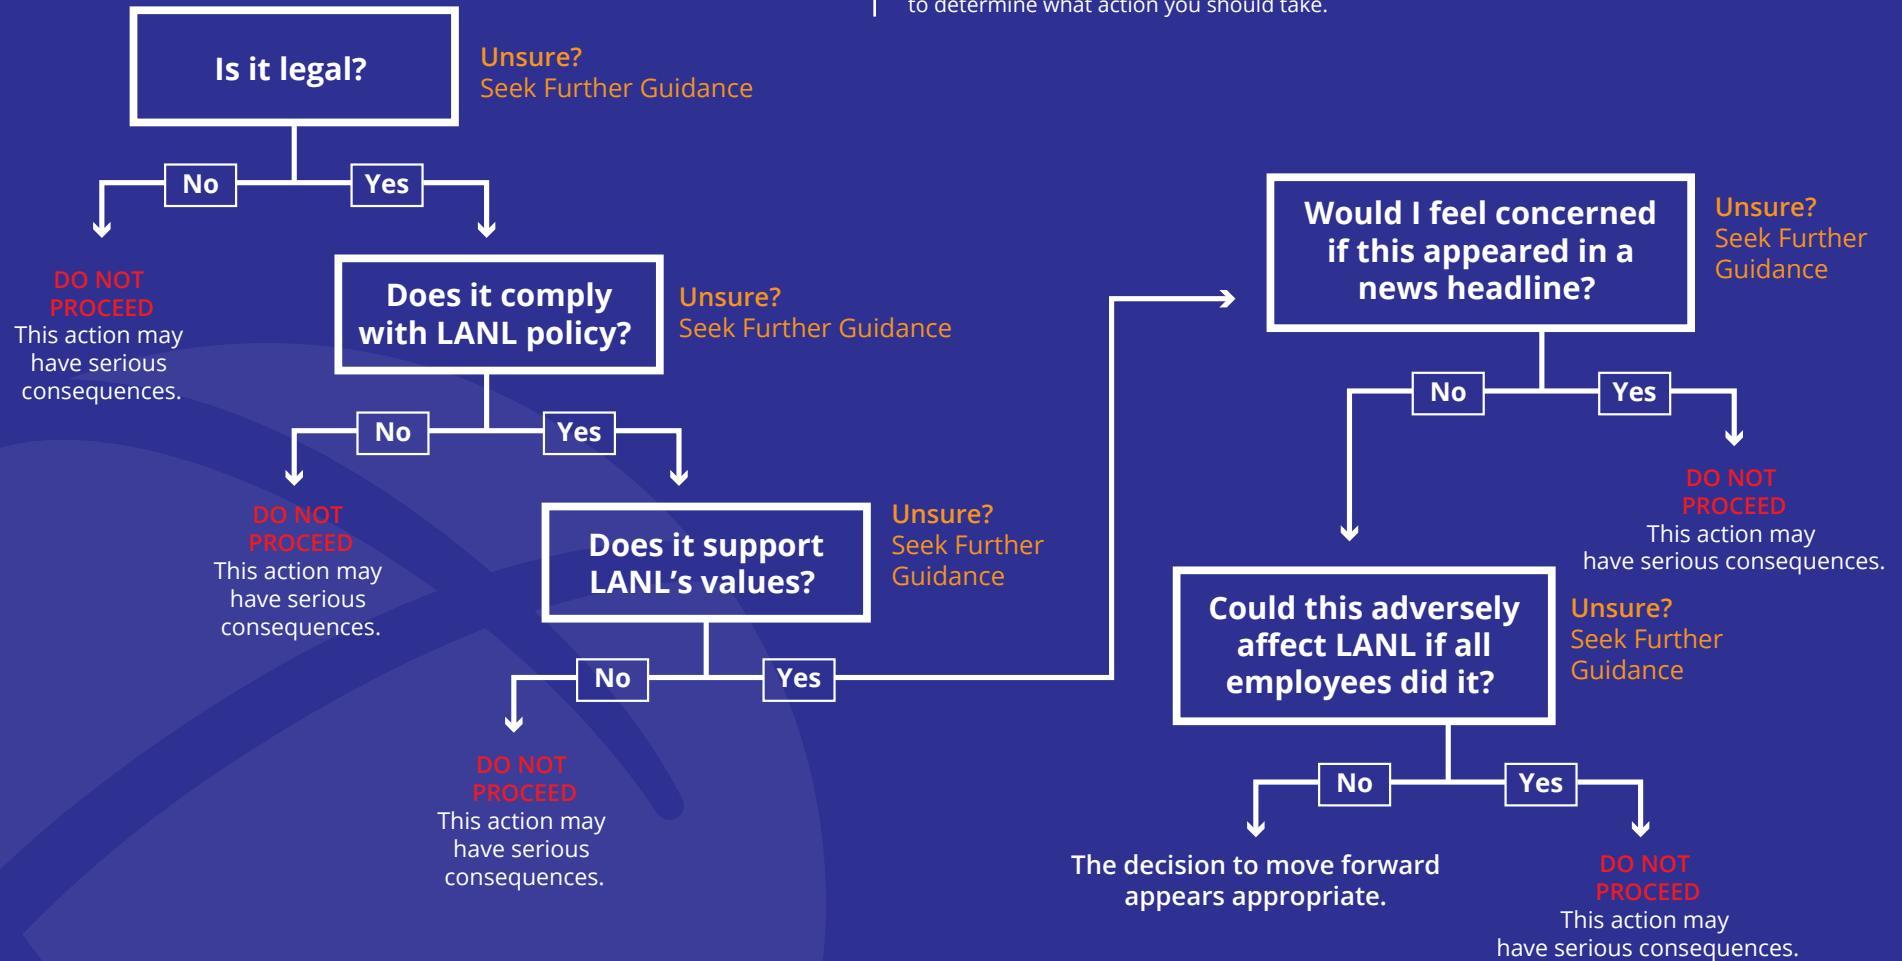 to determine what action you should take.
Is it legal?
Unsure?
Seek Further Guidance
No
Yes
DO NOT
PROCEED
This action may
have serious
consequences.
Does it comply
with LANL policy?
Unsure?
Seek Further Guidance
No
Yes
DO NOT
PROCEED
This action may
have serious
consequences.
Does it support
LANL’s values?
Unsure?
Seek Further
Guidance
No
Yes
DO NOT
PROCEED
This action may
have serious
consequences.
Would I feel concerned
if this appeared in a
news headline?
Unsure?
Seek Further
Guidance
No
Yes
DO NOT
PROCEED
This action may
have serious consequences.
Could this adversely
affect LANL if all
employees did it?
Unsure?
Seek Further
Guidance
No
Yes
The decision to move forward
appears appropriate.
DO NOT
PROCEED
This action may
have serious consequences.